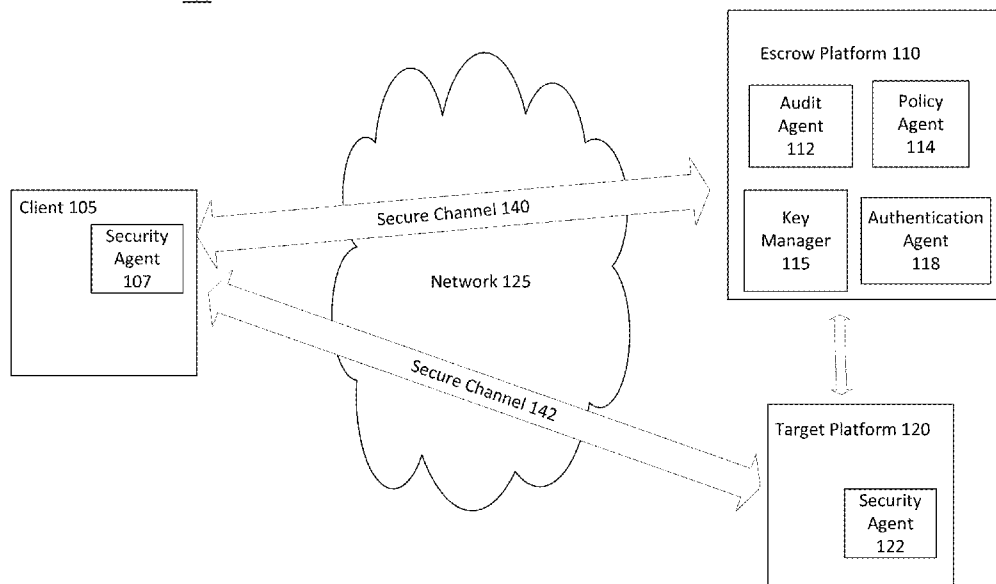 Escrow Platform 110
Audit
Agent
112
Policy
Agent
114
Client 105
Security
Agent
107
Secure Channel 140
Key
Manager
115
Authentication
Agent
118
Network 125
Secure Channel 142
Target Platform 120
Security
Agent
122